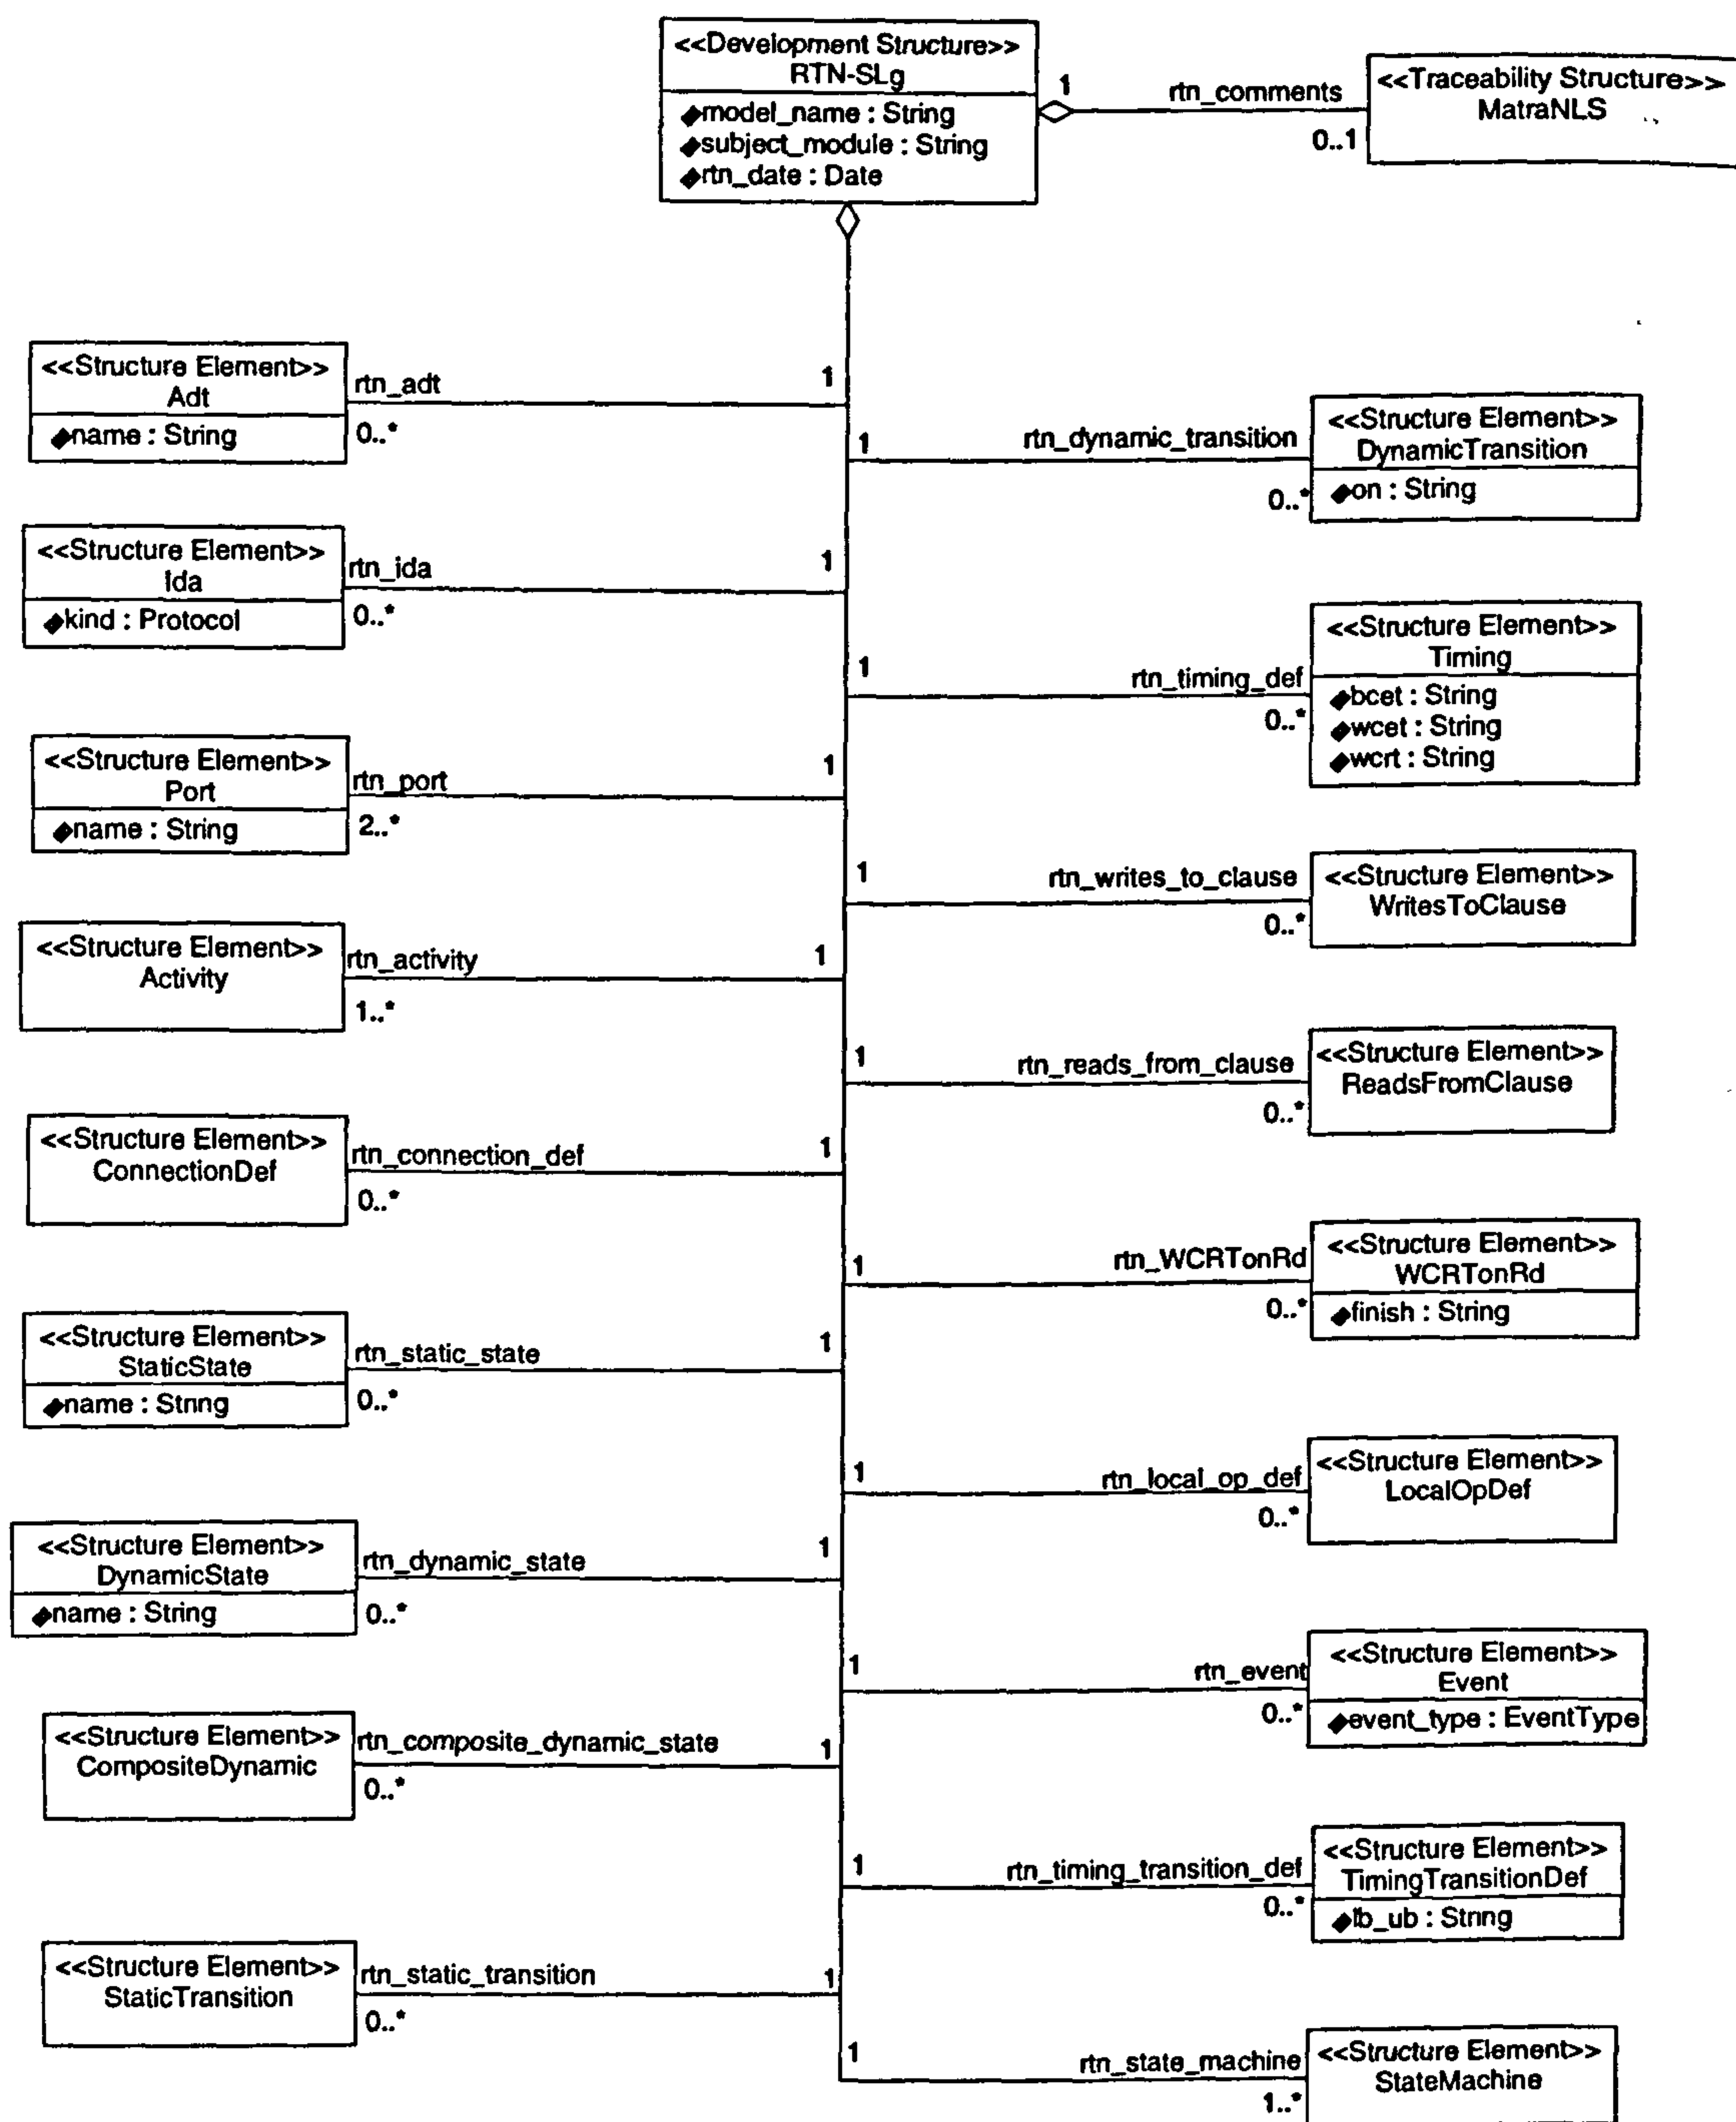 <<Development Structure>>
RTN-SLg
model_name : String
subject_module : String
rtn_date : Date
1
rtn_comments
0..1
<<Traceability Structure>>
MatraNLS
<<Structure Element>>
Adt
name : String
rtn_adt
0..*
1
<<Structure Element>>
DynamicTransition
on : String
rtn_dynamic_transition
0..*
1
<<Structure Element>>
Ida
kind : Protocol
rtn_ida
0..*
1
<<Structure Element>>
Timing
bcet : String
wcet : String
wcrt : String
rtn_timing_def
0..*
1
<<Structure Element>>
Port
name : String
rtn_port
2..*
1
<<Structure Element>>
WritesToClause
rtn_writes_to_clause
0..*
1
<<Structure Element>>
Activity
rtn_activity
1..*
1
<<Structure Element>>
ReadsFromClause
rtn_reads_from_clause
0..*
1
<<Structure Element>>
ConnectionDef
rtn_connection_def
0..*
1
<<Structure Element>>
WCRTonRd
finish : String
rtn_WCRTonRd
0..*
1
<<Structure Element>>
StaticState
name : String
rtn_static_state
0..*
1
<<Structure Element>>
LocalOpDef
rtn_local_op_def
0..*
1
<<Structure Element>>
DynamicState
name : String
rtn_dynamic_state
0..*
1
<<Structure Element>>
Event
event_type : EventType
rtn_event
0..*
1
<<Structure Element>>
CompositeDynamic
rtn_composite_dynamic_state
0..*
1
<<Structure Element>>
TimingTransitionDef
lb_ub : String
rtn_timing_transition_def
0..*
1
<<Structure Element>>
StaticTransition
rtn_static_transition
0..*
1
<<Structure Element>>
StateMachine
rtn_state_machine
1..*
1